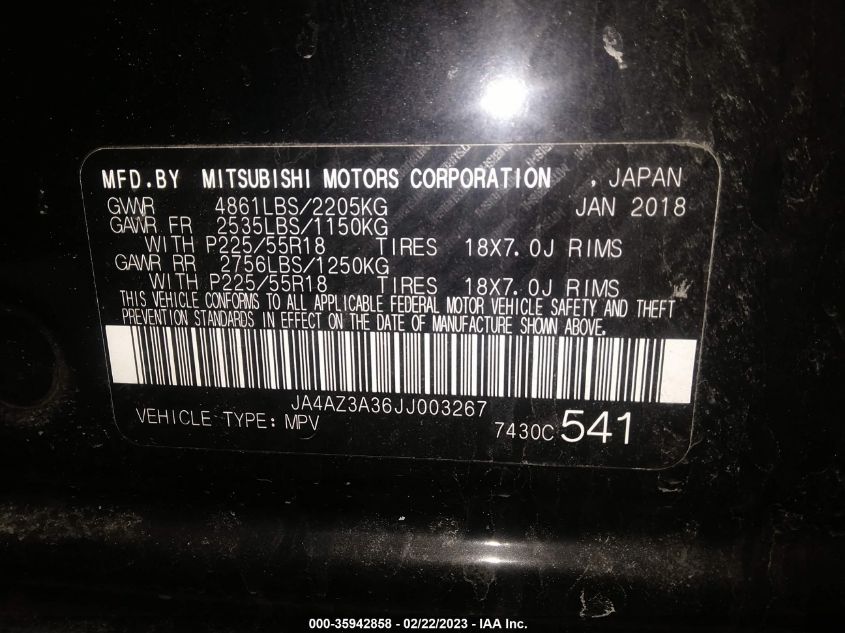 MFD.BY MITSUBISHI MOTORS CORPORATION , JAPAN
GVWR 4861LBS/2205KG JAN 2018
GAWR FR 2535LBS/1150KG
WITH P225/55R18 TIRES 18X7.0J RIMS
GAWR RR 2756LBS/1250KG
WITH P225/55R18 TIRES 18X7.0J RIMS
THIS VEHICLE CONFORMS TO ALL APPLICABLE FEDERAL MOTOR VEHICLE SAFETY AND THEFT
PREVENTION STANDARDS IN EFFECT ON THE DATE OF MANUFACTURE SHOWN ABOVE.
JA4AZ3A36JJ003267
VEHICLE TYPE: MPV 7430C 541
000-35942858 - 02/22/2023 - IAA Inc.